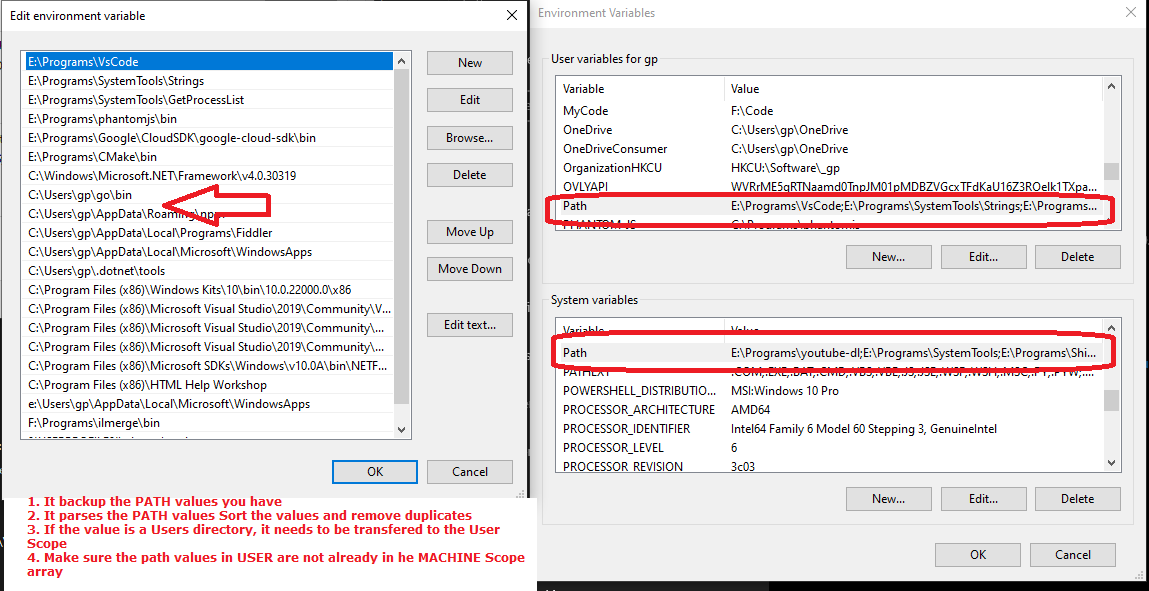 Edit environment variable
E:\Programs\VsCode
E:\Programs\SystemTools\Strings
E:\Programs\SystemTools\GetProcessList
E:\Programs\phantomjs\bin
E:\Programs\Google\CloudSDK\google-cloud-sdk\bin
E:\Programs\CMake\bin
C:\Windows\Microsoft.NET\Framework\v4.0.30319
C:\Users\gp\go\bin
C:\Users\gp\AppData\Roaming\npm
C:\Users\gp\AppData\Local\Programs\Fiddler
C:\Users\gp\AppData\Local\Microsoft\WindowsApps
C:\Users\gp\.dotnet\tools
C:\Program Files (x86)\Windows Kits\10\bin\10.0.22000.0\x86
C:\Program Files (x86)\Microsoft Visual Studio\2019\Community\V...
C:\Program Files (x86)\Microsoft Visual Studio\2019\Community\...
C:\Program Files (x86)\Microsoft Visual Studio\2019\Community\...
C:\Program Files (x86)\Microsoft SDKs\Windows\v10.0A\bin\NETF...
C:\Program Files (x86)\HTML Help Workshop
e:\Users\gp\AppData\Local\Microsoft\WindowsApps
F:\Programs\ilmerge\bin
New
Edit
Browse...
Delete
Move Up
Move Down
Edit text...
OK
Cancel
1. It backup the PATH values you have
2. It parses the PATH values Sort the values and remove duplicates
3. If the value is a Users directory, it needs to be transfered to the User
Scope
4. Make sure the path values in USER are not already in he MACHINE Scope
array
Environment Variables
User variables for gp
Variable Value
MyCode F:\Code
OneDrive C:\Users\gp\OneDrive
OneDriveConsumer C:\Users\gp\OneDrive
OrganizationHKCU HKCU:\Software\_gp
OVLYAPI
Path E:\Programs\VsCode;E:\Programs\SystemTools\Strings;E:\Programs...
PHANTOMJS C:\Programs\phantomjs
New... Edit... Delete
System variables
Variable Value
Path E:\Programs\youtube-dl;E:\Programs\SystemTools;E:\Programs\Shi...
PATHEXT .COM;.EXE;.BAT;.CMD;.VBS;.VBE;.JS;.JSE;.WSF;.WSH;.MSC;.PY;.PYW;....
POWERSHELL_DISTRIBUTIO... MSI:Windows 10 Pro
PROCESSOR_ARCHITECTURE AMD64
PROCESSOR_IDENTIFIER Intel64 Family 6 Model 60 Stepping 3, GenuineIntel
PROCESSOR_LEVEL 6
PROCESSOR_REVISION 3c03
New... Edit... Delete
OK Cancel